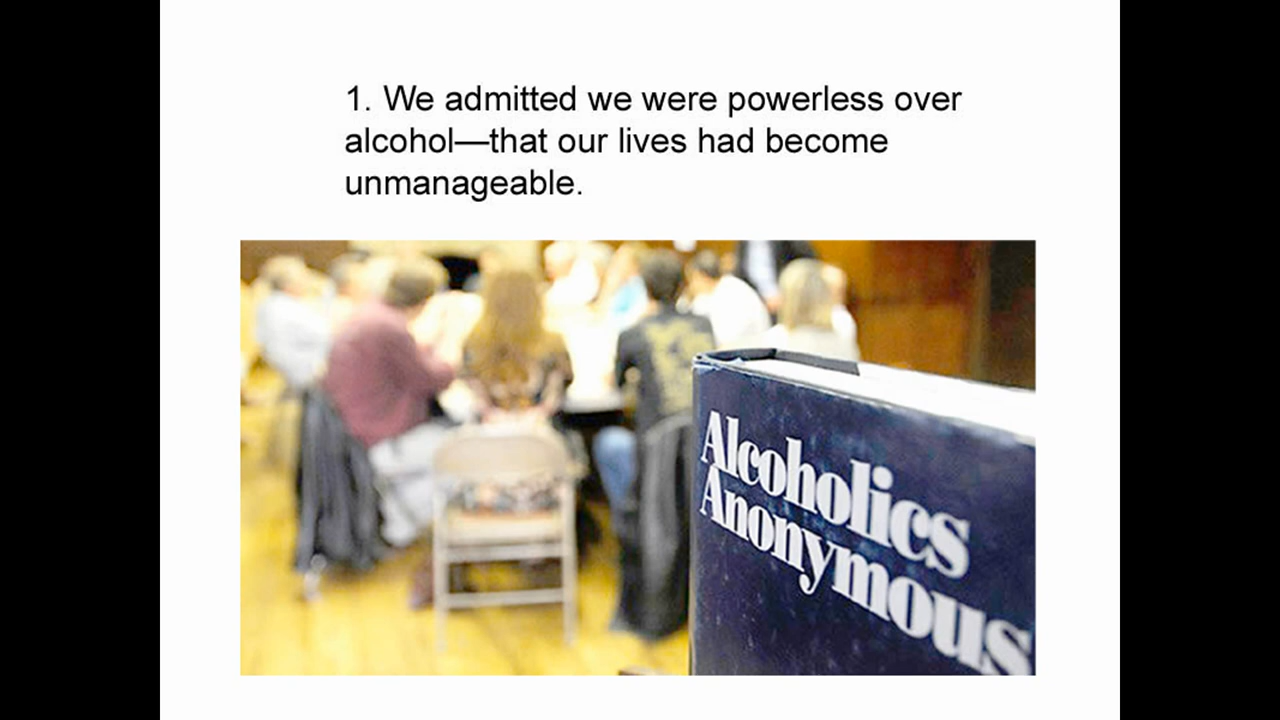 1. We admitted we were powerless over
alcohol—that our lives had become
unmanageable.
Alcoholics
Anonymous